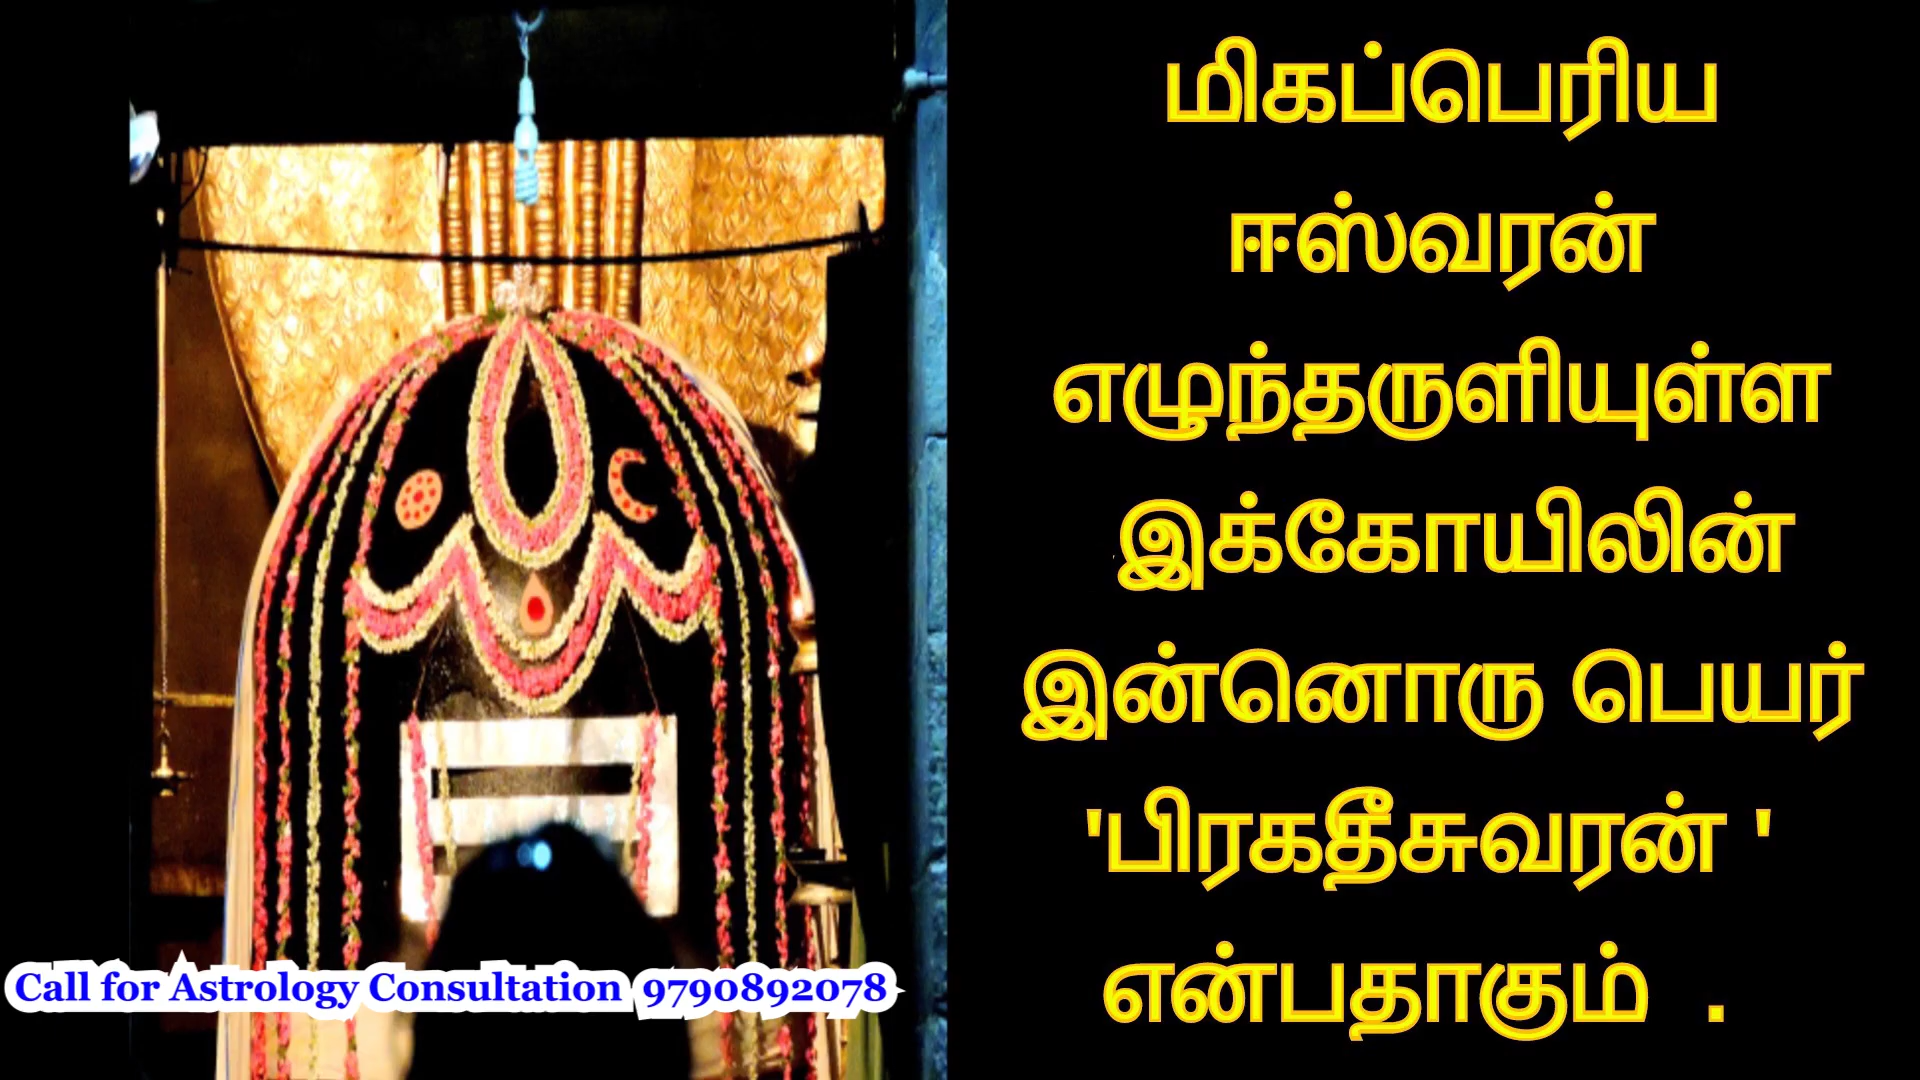 மிகப்பெரிய
ஈஸ்வரன்
எழுந்தருளியுள்ள
இக்கோயிலின்
இன்னொரு பெயர்
'பிரகதீசுவரன் '
என்பதாகும் .
Call for Astrology Consultation 9790892078